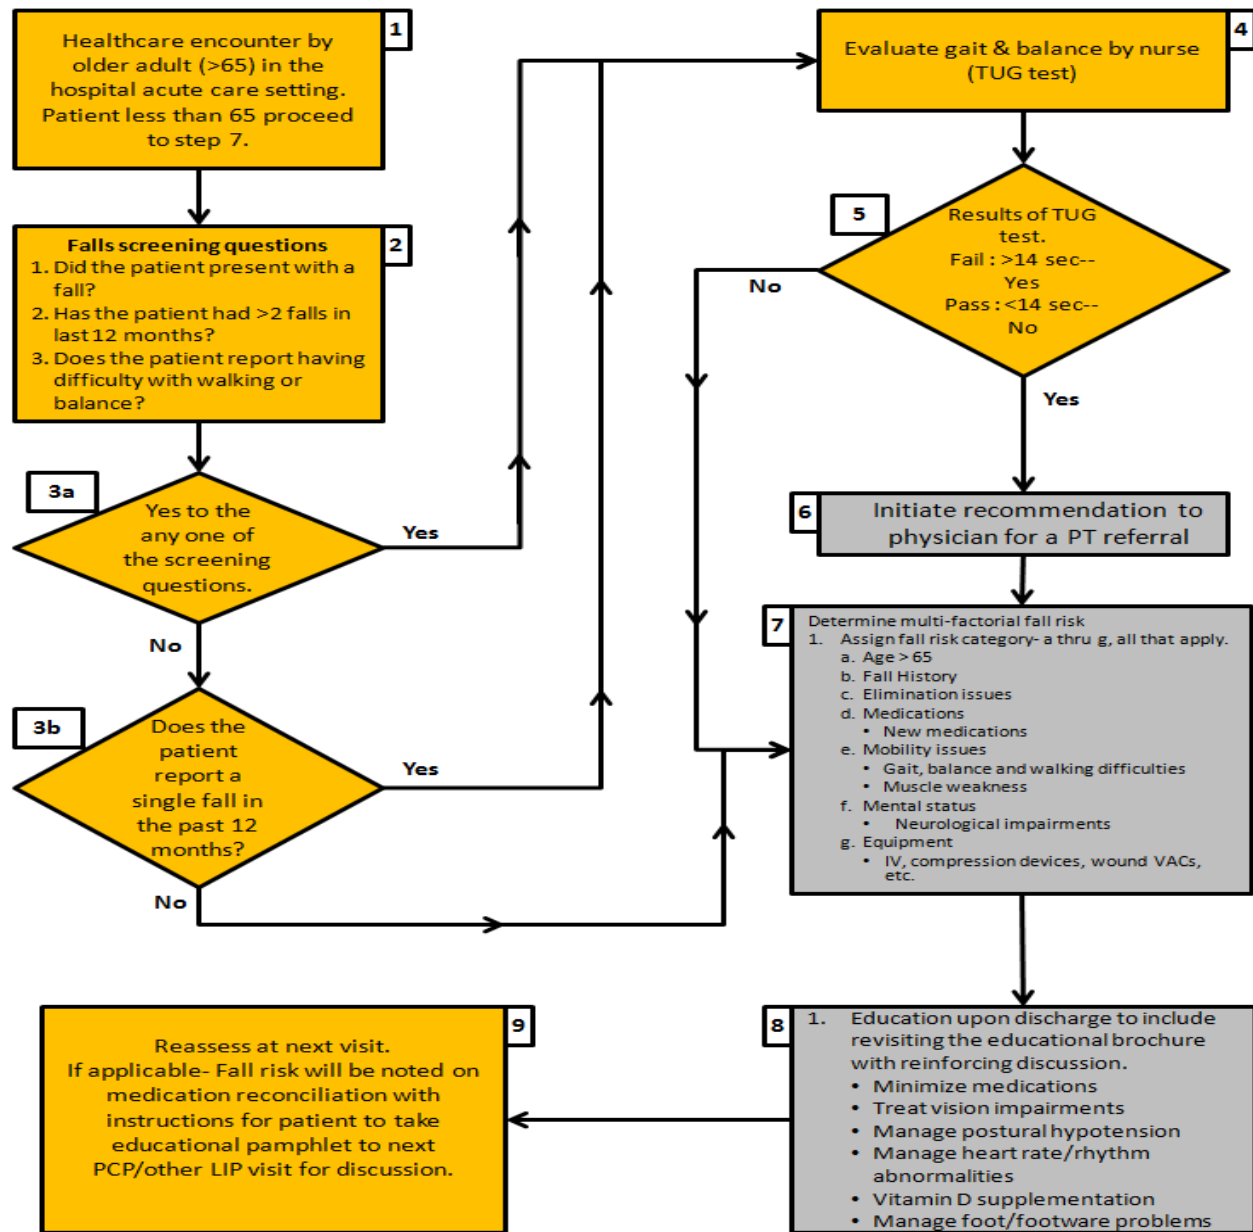 1
Healthcare encounter by
older adult (>65) in the
hospital acute care setting.
Patient less than 65 proceed
to step 7.
2
Falls screening questions
1. Did the patient present with a
fall?
2. Has the patient had >2 falls in
last 12 months?
3. Does the patient report having
difficulty with walking or
balance?
3a
Yes to the
any one of
the screening
questions.
Yes
No
3b
Does the
patient
report a
single fall in
the past 12
months?
Yes
No
4
Evaluate gait & balance by nurse
(TUG test)
5
Results of TUG
test.
Fail : >14 sec--
Yes
Pass : <14 sec--
No
No
Yes
6
Initiate recommendation to
physician for a PT referral
7
Determine multi-factorial fall risk
1. Assign fall risk category- a thru g, all that apply.
a. Age > 65
b. Fall History
c. Elimination issues
d. Medications
• New medications
e. Mobility issues
• Gait, balance and walking difficulties
• Muscle weakness
f. Mental status
• Neurological impairments
g. Equipment
• IV, compression devices, wound VACs,
etc.
8
1. Education upon discharge to include
revisiting the educational brochure
with reinforcing discussion.
• Minimize medications
• Treat vision impairments
• Manage postural hypotension
• Manage heart rate/rhythm
abnormalities
• Vitamin D supplementation
• Manage foot/footware problems
9
Reassess at next visit.
If applicable- Fall risk will be noted on
medication reconciliation with
instructions for patient to take
educational pamphlet to next
PCP/other LIP visit for discussion.